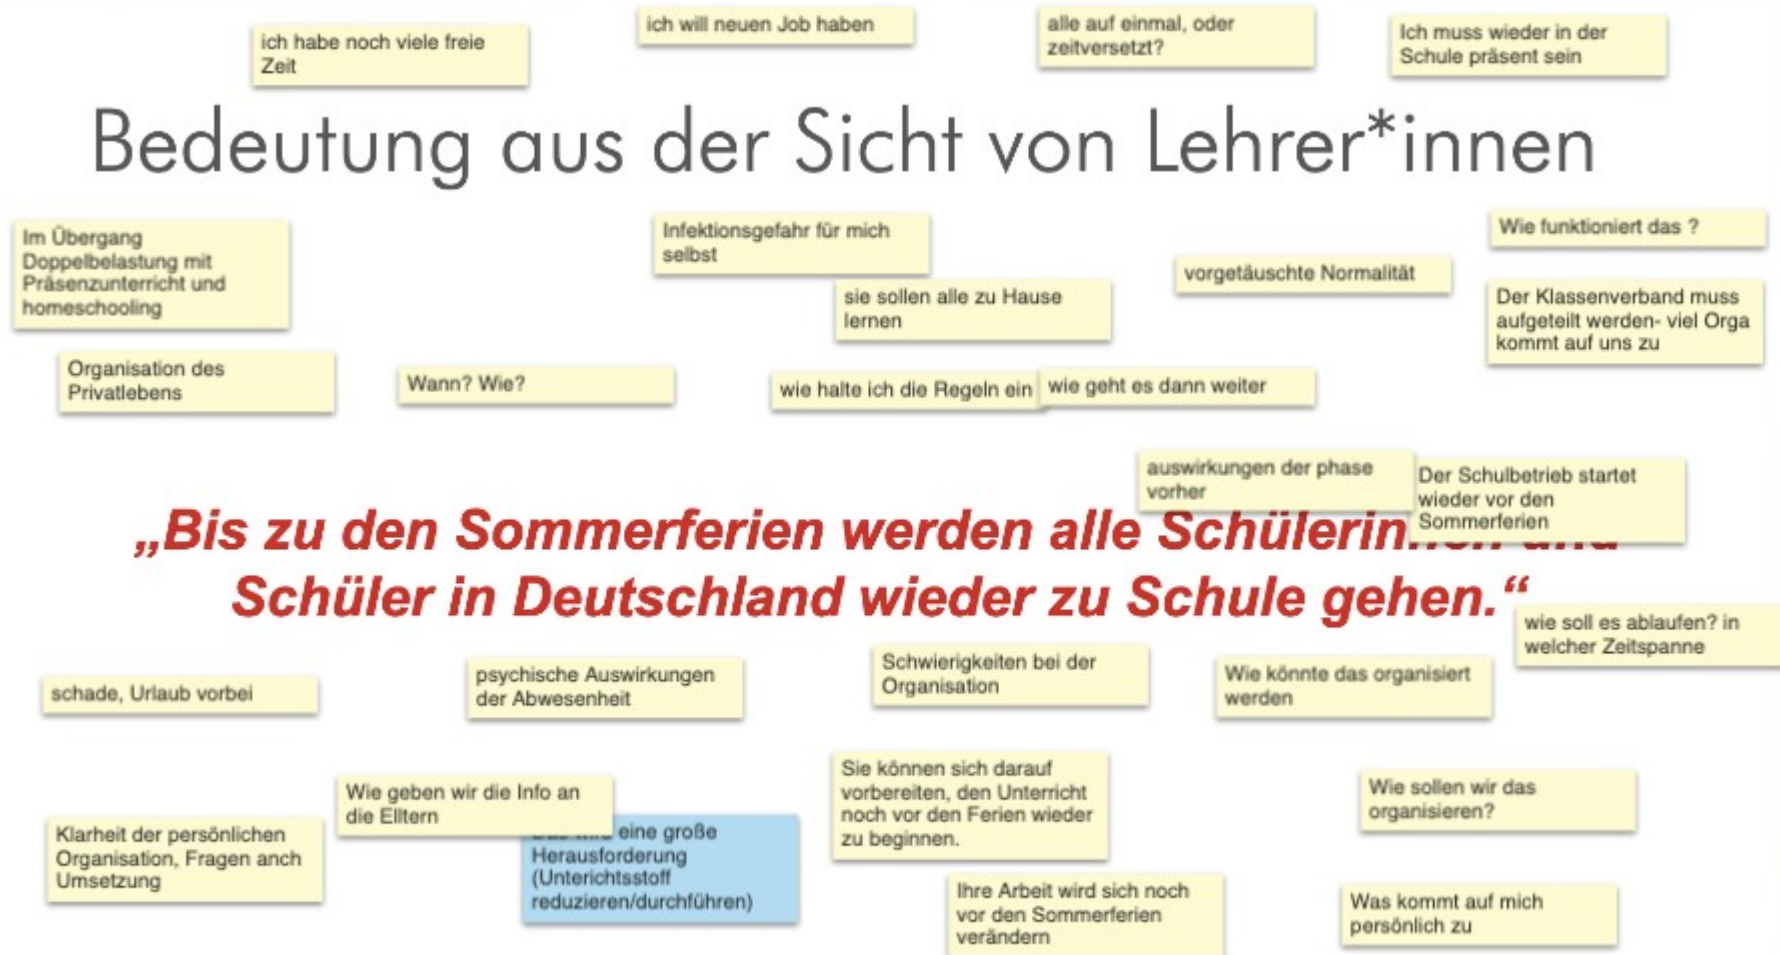 ich habe noch viele freie
Zeit
ich will neuen Job haben
alle auf einmal, oder
zeitversetzt?
Ich muss wieder in der
Schule präsent sein
Bedeutung aus der Sicht von Lehrer*innen
Im Übergang
Doppelbelastung mit
Präsenzunterricht und
homeschooling
Infektionsgefahr für mich
selbst
sie sollen alle zu Hause
lernen
vorgetäuschte Normalität
Wie funktioniert das ?
Der Klassenverband muss
aufgeteilt werden- viel Orga
kommt auf uns zu
Organisation des
Privatlebens
Wann? Wie?
wie halte ich die Regeln ein
wie geht es dann weiter
auswirkungen der phase
vorher
Der Schulbetrieb startet
wieder vor den
Sommerferien
„Bis zu den Sommerferien werden alle Schülerinnen und
Schüler in Deutschland wieder zu Schule gehen.“
wie soll es ablaufen? in
welcher Zeitspanne
schade, Urlaub vorbei
psychische Auswirkungen
der Abwesenheit
Schwierigkeiten bei der
Organisation
Wie könnte das organisiert
werden
Klarheit der persönlichen
Organisation, Fragen anch
Umsetzung
Wie geben wir die Info an
die Elltern
eine große
Herausforderung
(Unterichtsstoff
reduzieren/durchführen)
Sie können sich darauf
vorbereiten, den Unterricht
noch vor den Ferien wieder
zu beginnen.
Ihre Arbeit wird sich noch
vor den Sommerferien
verändern
Wie sollen wir das
organisieren?
Was kommt auf mich
persönlich zu